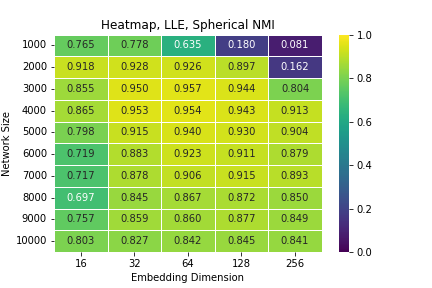 Heatmap, LLE, Spherical NMI
Network Size
1000 0.765 0.778 0.635 0.180 0.081
2000 0.918 0.928 0.926 0.897 0.162
3000 0.855 0.950 0.957 0.944 0.804
4000 0.865 0.953 0.954 0.943 0.913
5000 0.798 0.915 0.940 0.930 0.904
6000 0.719 0.883 0.923 0.911 0.879
7000 0.717 0.878 0.906 0.915 0.893
8000 0.697 0.845 0.867 0.872 0.850
9000 0.757 0.859 0.860 0.877 0.849
10000 0.803 0.827 0.842 0.845 0.841
16 32 64 128 256
Embedding Dimension
1.0
0.8
0.6
0.4
0.2
0.0